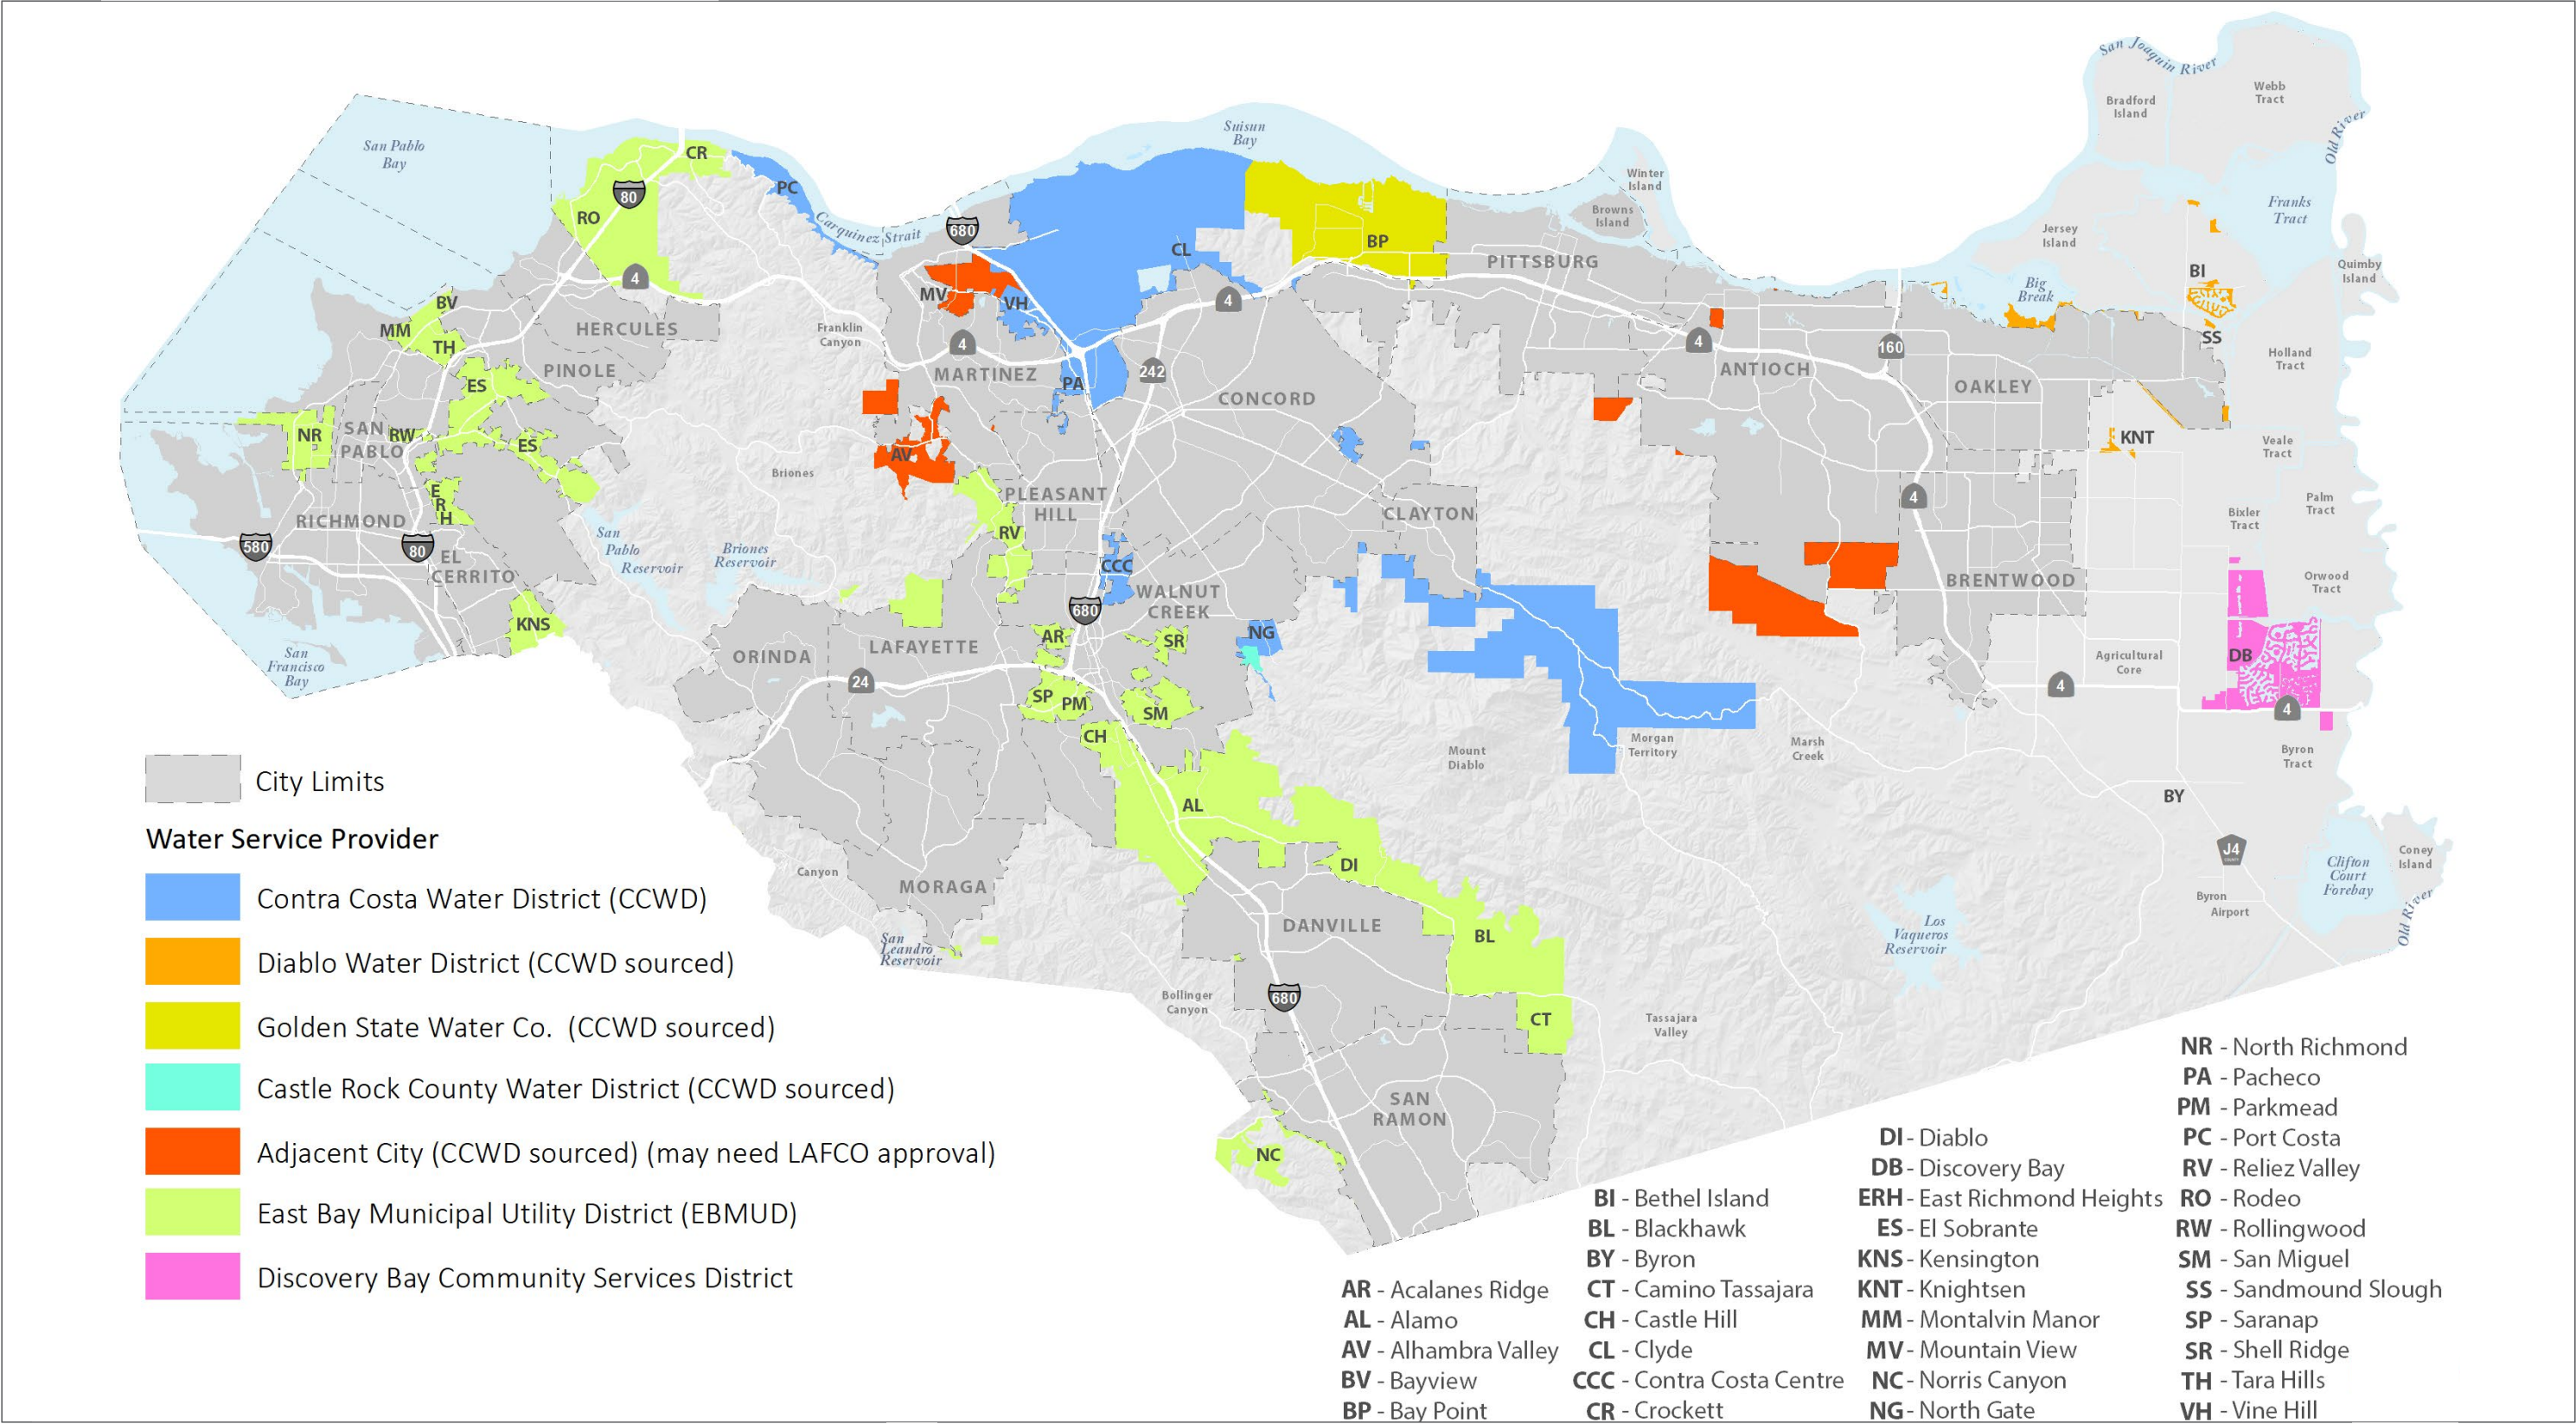 San Joaquin River
Webb
Tract
Bradford
Island
Old River
Suisun
Bay
San Pablo
Bay
CR
PC
Winter
Island
80
RO
Browns
Island
Franks
Tract
Carquinez Strait
680
CL
BP
Jersey
Island
PITTSBURG
BI
Quimby
Island
4
MV
VH
4
Big
Break
BV
MM
HERCULES
Franklin
Canyon
4
4
160
SS
TH
Holland
Tract
PINOLE
MARTINEZ
242
ANTIOCH
ES
PA
OAKLEY
CONCORD
NR
SAN
PABLO
RW
ES
KNT
AV
Veale
Tract
Briones
E
R
H
PLEASANT
HILL
4
Palm
Tract
RICHMOND
CLAYTON
Bixler
Tract
RV
San
Pablo
Reservoir
580
80
Briones
Reservoir
EL
CERRITO
CCC
Orwood
Tract
BRENTWOOD
WALNUT
CREEK
680
KNS
AR
SR
NG
LAFAYETTE
ORINDA
San
Francisco
Bay
DB
Agricultural
Core
24
4
SP
PM
SM
4
CH
Mount
Diablo
Morgan
Territory
Marsh
Creek
Byron
Tract
BY
AL
J4
COUNTY
Coney
Island
Clifton
Court
Forebay
DI
Canyon
MORAGA
Byron
Airport
Old River
DANVILLE
BL
Los
Vaqueros
Reservoir
San
Leandro
Reservoir
680
Bollinger
Canyon
CT
Tassajara
Valley
SAN
RAMON
NC
City Limits
Water Service Provider
Contra Costa Water District (CCWD)
Diablo Water District (CCWD sourced)
Golden State Water Co. (CCWD sourced)
Castle Rock County Water District (CCWD sourced)
Adjacent City (CCWD sourced) (may need LAFCO approval)
East Bay Municipal Utility District (EBMUD)
Discovery Bay Community Services District
AR - Acalanes Ridge
AL - Alamo
AV - Alhambra Valley
BV - Bayview
BP - Bay Point
BI - Bethel Island
BL - Blackhawk
BY - Byron
CT - Camino Tassajara
CH - Castle Hill
CL - Clyde
CCC - Contra Costa Centre
CR - Crockett
DI - Diablo
DB - Discovery Bay
ERH - East Richmond Heights
ES - El Sobrante
KNS - Kensington
KNT - Knightsen
MM - Montalvin Manor
MV - Mountain View
NC - Norris Canyon
NG - North Gate
NR - North Richmond
PA - Pacheco
PM - Parkmead
PC - Port Costa
RV - Reliez Valley
RO - Rodeo
RW - Rollingwood
SM - San Miguel
SS - Sandmound Slough
SP - Saranap
SR - Shell Ridge
TH - Tara Hills
VH - Vine Hill